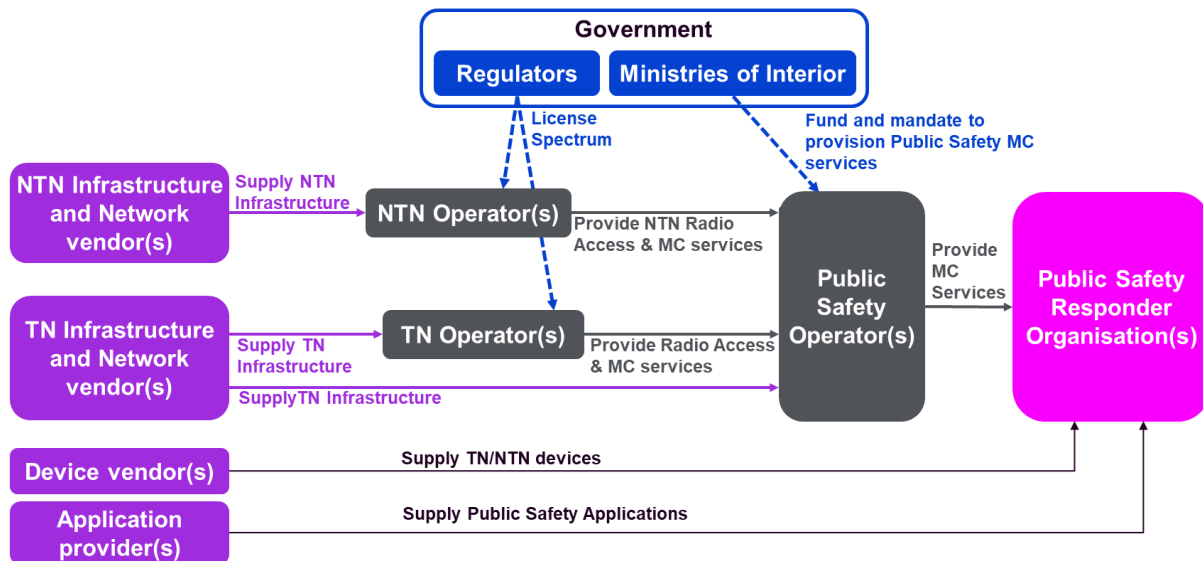 Government
Regulators
Ministries of Interior
License
Spectrum
Fund and mandate to
provision Public Safety MC
services
NTN Infrastructure
and Network
vendor(s)
Supply NTN
Infrastructure
NTN Operator(s)
Provide NTN Radio
Access & MC services
Public
Safety
Operator(s)
Provide
MC
Services
Public Safety
Responder
Organisation(s)
TN Infrastructure
and Network
vendor(s)
Supply TN
Infrastructure
TN Operator(s)
Provide Radio Access
& MC services
SupplyTN Infrastructure
Device vendor(s)
Supply TN/NTN devices
Application
provider(s)
Supply Public Safety Applications